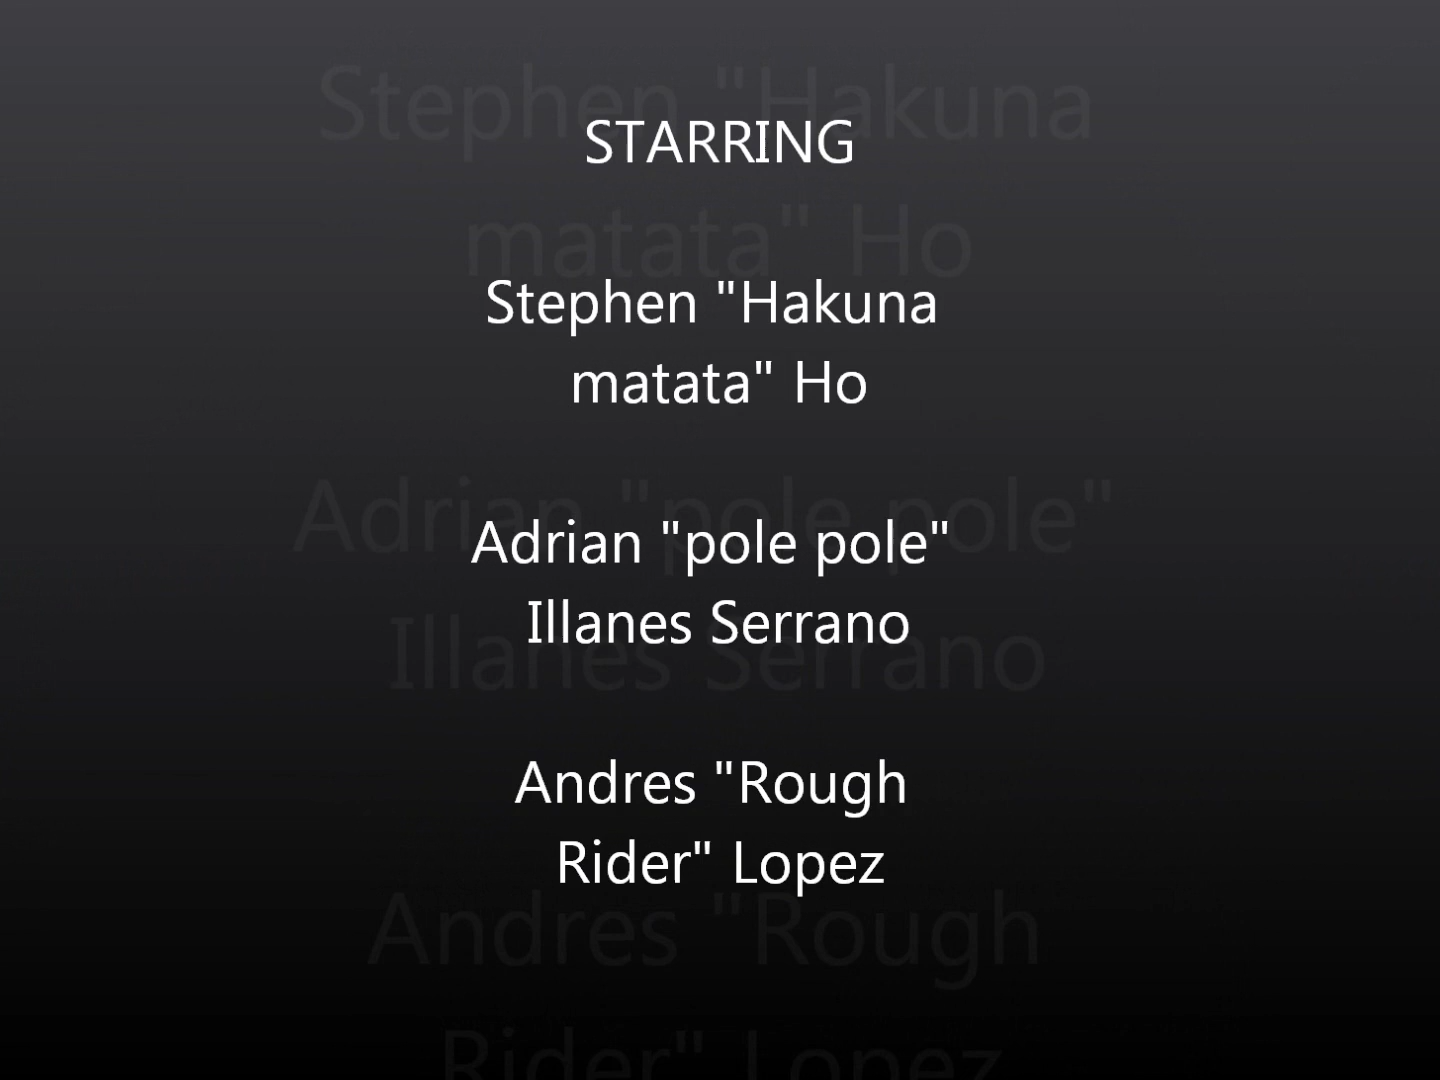 STARRING
Stephen "Hakuna
matata" Ho
Adrian "pole pole"
Illanes Serrano
Andres "Rough
Rider" Lopez